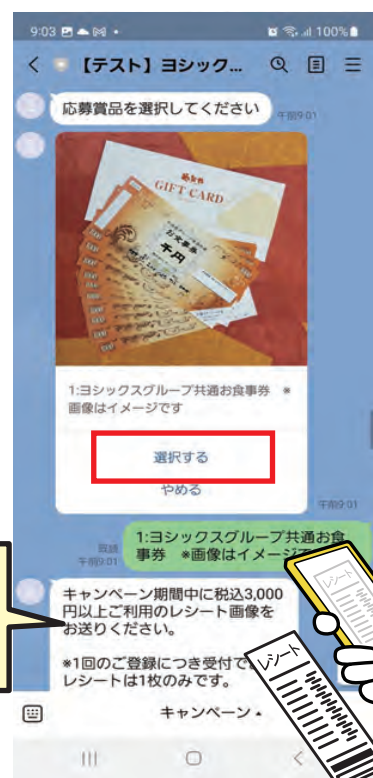 9:03
100%
【テスト】ヨシック...
応募賞品を選択してください
午前9:01
GIFT CARD
お食事券
千円
1:ヨシックスグループ共通お食事券 *
画像はイメージです
選択する
やめる
午前9:01
1:ヨシックスグループ共通お食
事券 *画像はイメージで
既読
午前9:01
キャンペーン期間中に税込3,000
円以上ご利用のレシート画像を
お送りください。
*1回のご登録につき受付で
レシートは1枚のみです。
レシート
レシート
キャンペーン